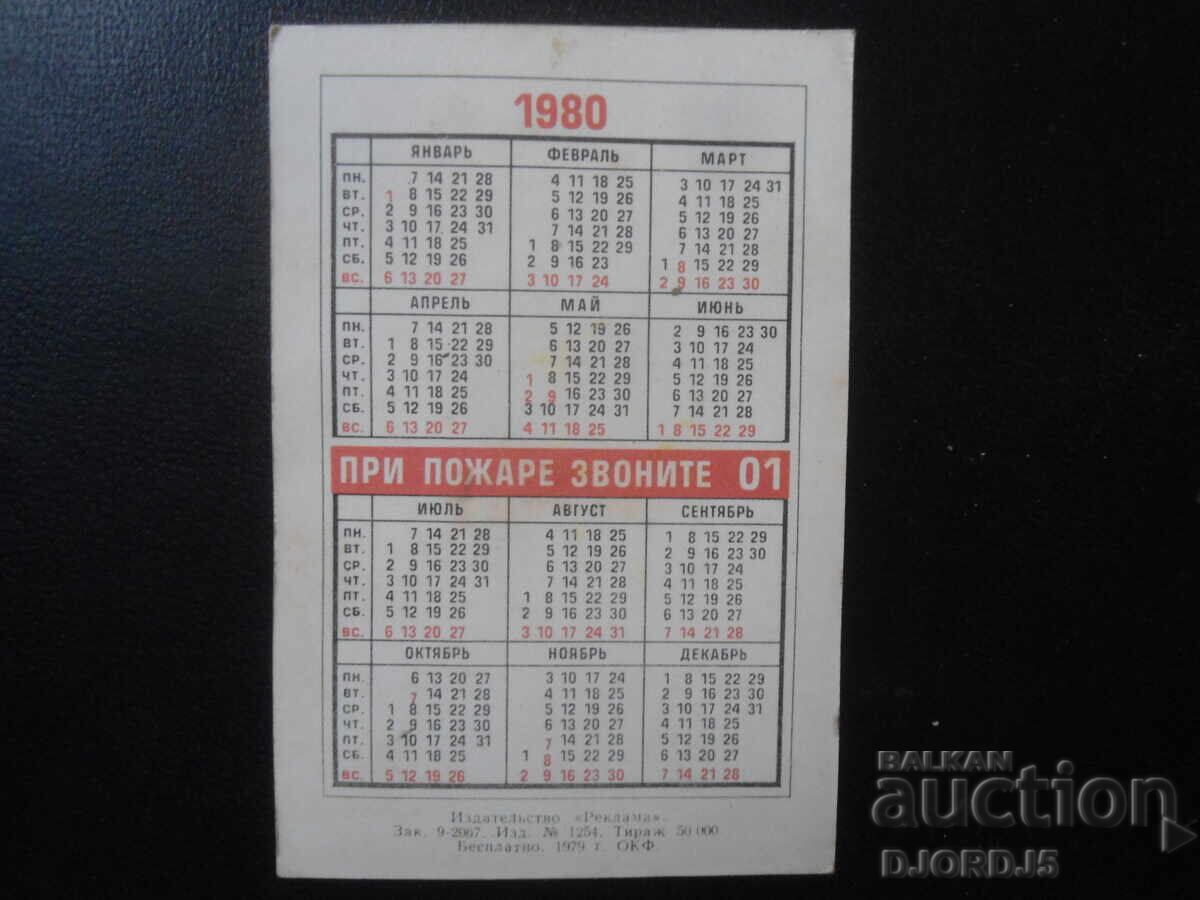 1980
ЯНВАРЬ ФЕВРАЛЬ МАРТ
ПН. 7 14 21 28 4 11 18 25 3 10 17 24 31
ВТ. 1 8 15 22 29 5 12 19 26 4 11 18 25
СР. 2 9 16 23 30 6 13 20 27 5 12 19 26
ЧТ. 3 10 17 24 31 7 14 21 28 6 13 20 27
ПТ. 4 11 18 25 1 8 15 22 29 7 14 21 28
СБ. 5 12 19 26 2 9 16 23 1 8 15 22 29
ВС. 6 13 20 27 3 10 17 24 2 9 16 23 30
АПРЕЛЬ МАЙ ИЮНЬ
ПН. 7 14 21 28 5 12 19 26 2 9 16 23 30
ВТ. 1 8 15 22 29 6 13 20 27 3 10 17 24
СР. 2 9 16 23 30 7 14 21 28 4 11 18 25
ЧТ. 3 10 17 24 1 8 15 22 29 5 12 19 26
ПТ. 4 11 18 25 2 9 16 23 30 6 13 20 27
СБ. 5 12 19 26 3 10 17 24 31 7 14 21 28
ВС. 6 13 20 27 4 11 18 25 1 8 15 22 29
ПРИ ПОЖАРЕ ЗВОНИТЕ 01
ИЮЛЬ АВГУСТ СЕНТЯБРЬ
ПН. 7 14 21 28 4 11 18 25 1 8 15 22 29
ВТ. 1 8 15 22 29 5 12 19 26 2 9 16 23 30
СР. 2 9 16 23 30 6 13 20 27 3 10 17 24
ЧТ. 3 10 17 24 31 7 14 21 28 4 11 18 25
ПТ. 4 11 18 25 1 8 15 22 29 5 12 19 26
СБ. 5 12 19 26 2 9 16 23 30 6 13 20 27
ВС. 6 13 20 27 3 10 17 24 31 7 14 21 28
ОКТЯБРЬ НОЯБРЬ ДЕКАБРЬ
ПН. 6 13 20 27 3 10 17 24 1 8 15 22 29
ВТ. 7 14 21 28 4 11 18 25 2 9 16 23 30
СР. 1 8 15 22 29 5 12 19 26 3 10 17 24 31
ЧТ. 2 9 16 23 30 6 13 20 27 4 11 18 25
ПТ. 3 10 17 24 31 7 14 21 28 5 12 19 26
СБ. 4 11 18 25 1 8 15 22 29 6 13 20 27
ВС. 5 12 19 26 2 9 16 23 30 7 14 21 28
Издательство «Реклама».
Зак. 9-2967. Изд. № 1254. Тираж 50 000
Бесплатно. 1979 г. ОКФ.
BALKAN
auction
DJORDJ5